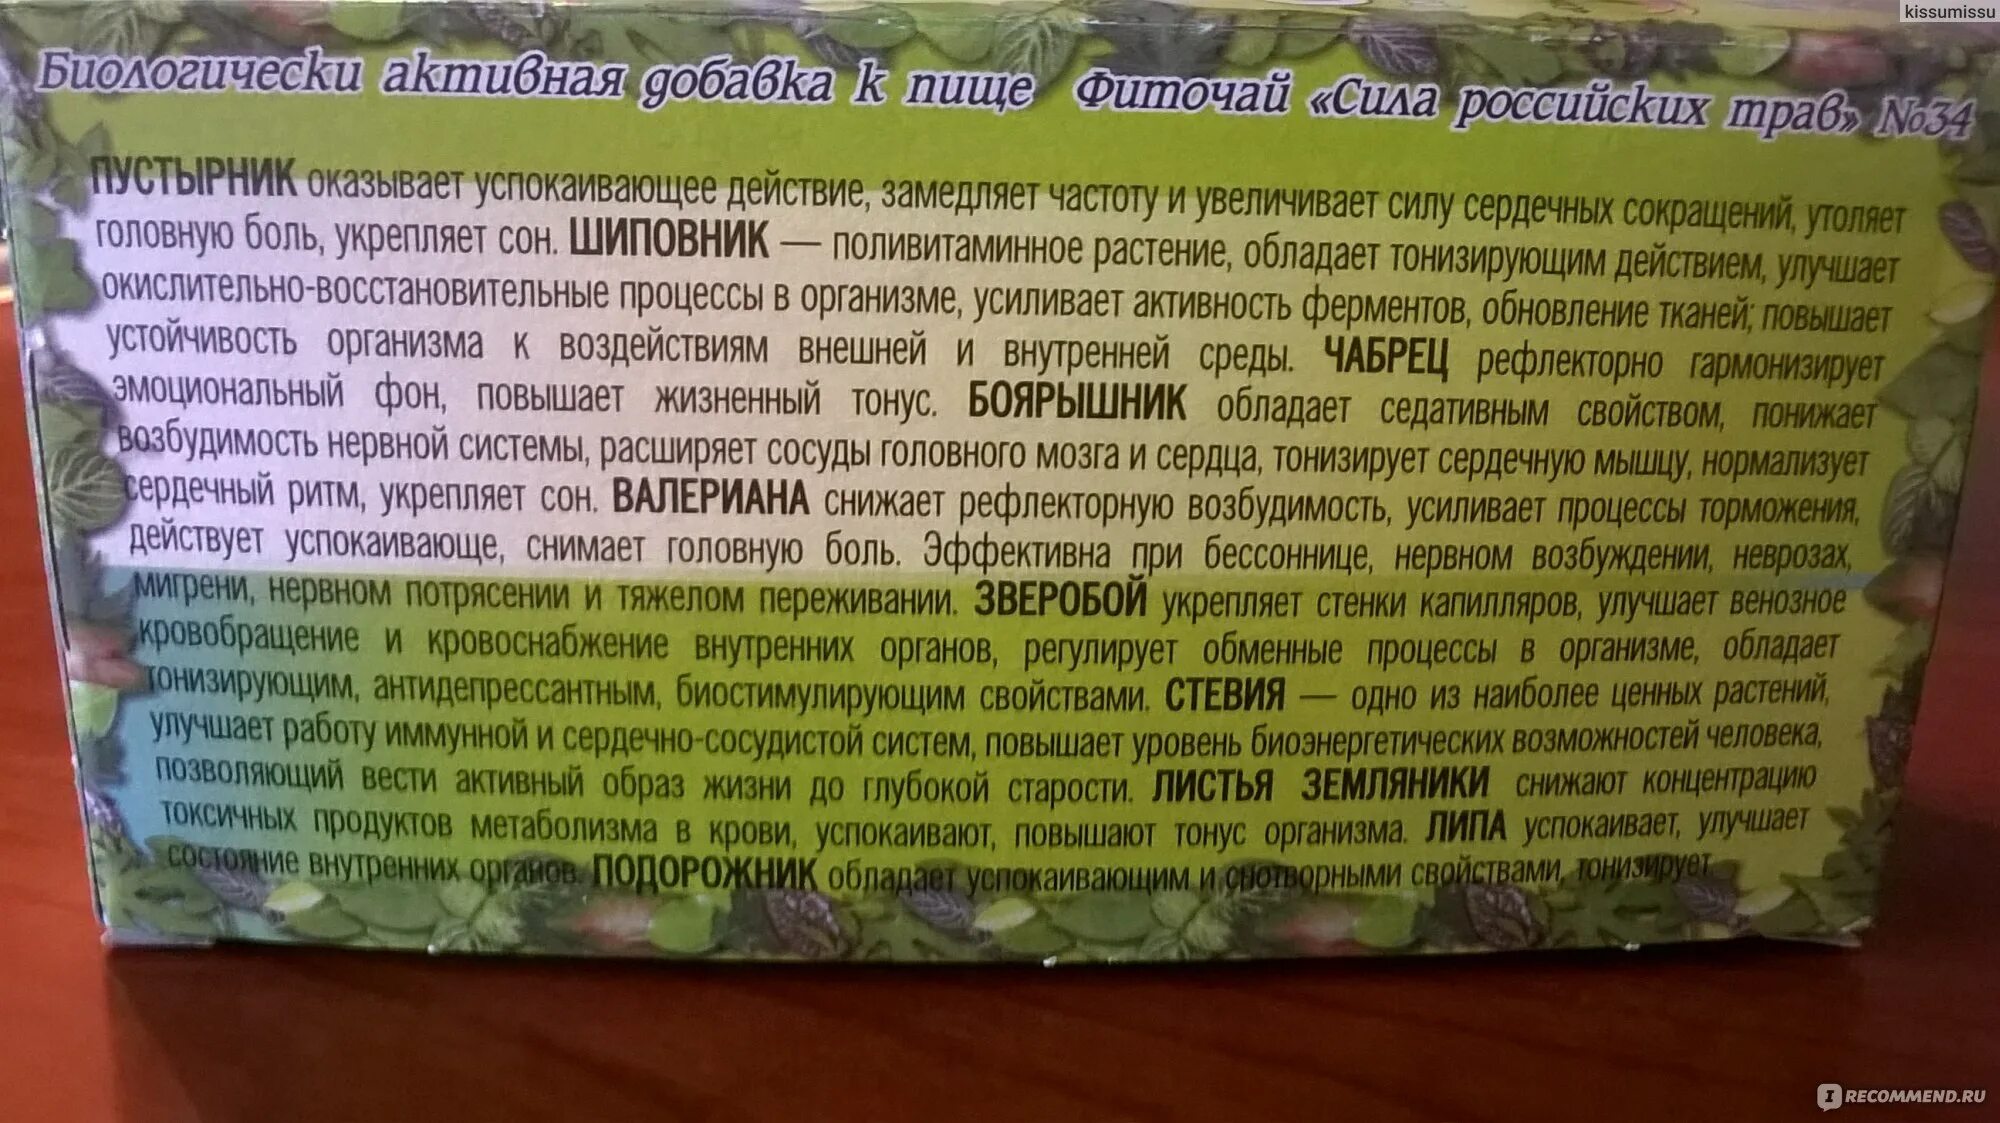 kissumissu
Биологически активная добавка к пище Фиточай «Сила российских трав» №34
ПУСТЫРНИК оказывает успокаивающее действие, замедляет частоту и увеличивает силу сердечных сокращений, утоляет
головную боль, укрепляет сон. ШИПОВНИК — поливитаминное растение, обладает тонизирующим действием, улучшает
окислительно-восстановительные процессы в организме, усиливает активность ферментов, обновление тканей; повышает
устойчивость организма к воздействиям внешней и внутренней среды. ЧАБРЕЦ рефлекторно гармонизирует
эмоциональный фон, повышает жизненный тонус. БОЯРЫШНИК обладает седативным свойством, понижает
возбудимость нервной системы, расширяет сосуды головного мозга и сердца, тонизирует сердечную мышцу, нормализует
сердечный ритм, укрепляет сон. ВАЛЕРИАНА снижает рефлекторную возбудимость, усиливает процессы торможения,
действует успокаивающе, снимает головную боль. Эффективна при бессоннице, нервном возбуждении, неврозах,
мигрени, нервном потрясении и тяжелом переживании. ЗВЕРОБОЙ укрепляет стенки капилляров, улучшает венозное
кровобращение и кровоснабжение внутренних органов, регулирует обменные процессы в организме, обладает
тонизирующим, антидепрессантным, биостимулирующим свойствами. СТЕВИЯ — одно из наиболее ценных растений,
улучшает работу иммунной и сердечно-сосудистой систем, повышает уровень биоэнергетических возможностей человека,
позволяющий вести активный образ жизни до глубокой старости. ЛИСТЬЯ ЗЕМЛЯНИКИ снижают концентрацию
токсичных продуктов метаболизма в крови, успокаивают, повышают тонус организма. ЛИПА успокаивает, улучшает
состояние внутренних органов. ПОДОРОЖНИК обладает успокаивающим и снотворными свойствами, тонизирует
IRECOMMEND.RU